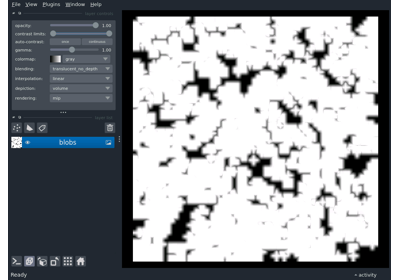 File View Plugins Window Help
opacity: 1.00
contrast limits:
auto-contrast: once continuous
gamma: 1.00
colormap: gray
blending: translucent_no_depth
interpolation: linear
depiction: volume
rendering: mip
blobs
Ready
activity